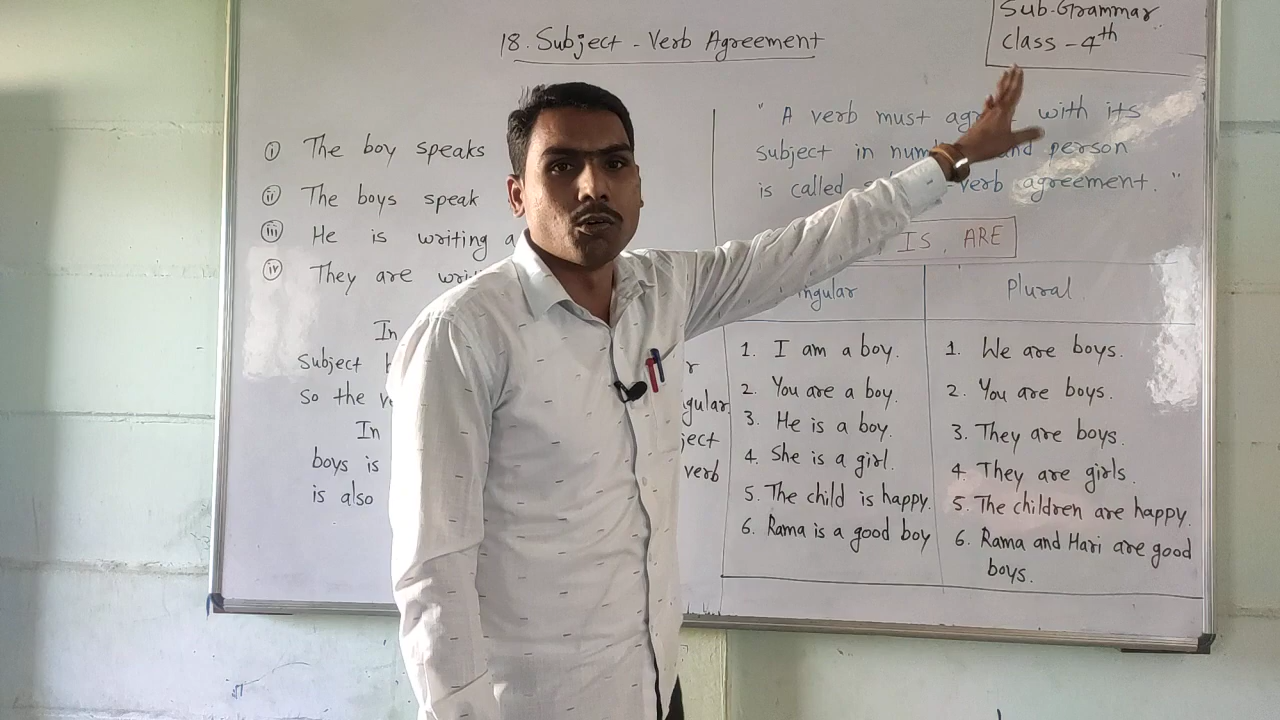 Sub-Grammar
Class - 4th
18. Subject - Verb Agreement
i The boy speaks
ii The boys speak
iii He is writing a
iv They are
In
Subject
So the
gular
In
ject
boys is
verb
is also
" A verb must with its
subject in and person
is called -verb agreement. "
IS, ARE
Plural
1. I am a boy.
2. You are a boy.
3. He is a boy.
4. She is a girl.
5. The child is happy.
6. Rama is a good boy
1. We are boys.
2. You are boys.
3. They are boys.
4. They are girls.
5. The children are happy.
6. Rama and Hari are good
boys.